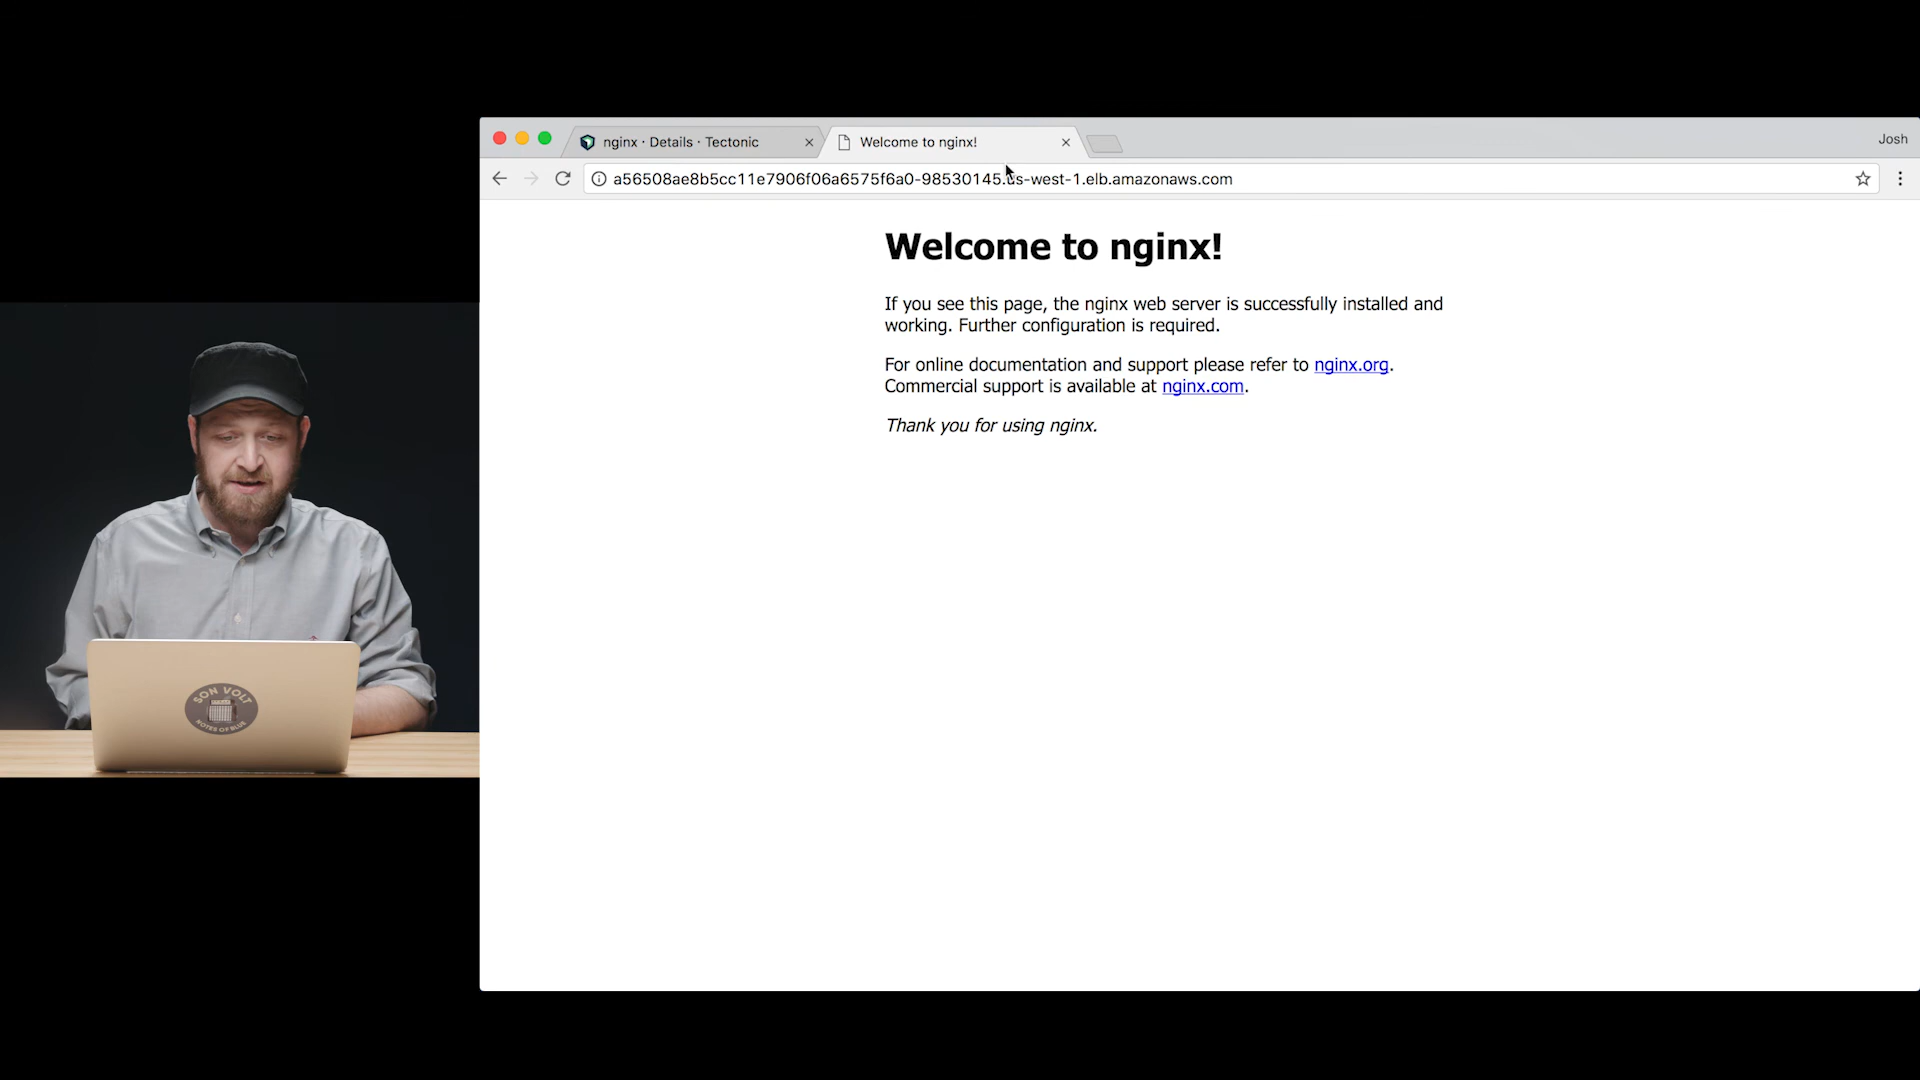 nginx · Details · Tectonic
Welcome to nginx!
Josh
a56508ae8b5cc11e7906f06a6575f6a0-98530145.us-west-1.elb.amazonaws.com
Welcome to nginx!
If you see this page, the nginx web server is successfully installed and
working. Further configuration is required.
For online documentation and support please refer to nginx.org.
Commercial support is available at nginx.com.
Thank you for using nginx.
SON VOLT
NOTES OF BLUE